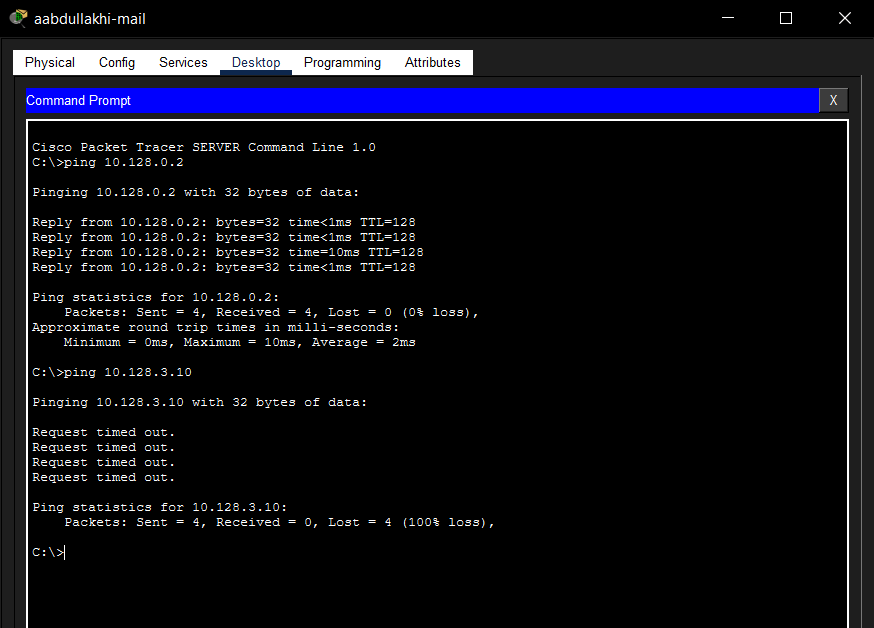 aabdullakhi-mail
Physical Config Services Desktop Programming Attributes
Command Prompt X
Cisco Packet Tracer SERVER Command Line 1.0
C:\>ping 10.128.0.2
Pinging 10.128.0.2 with 32 bytes of data:
Reply from 10.128.0.2: bytes=32 time<1ms TTL=128
Reply from 10.128.0.2: bytes=32 time<1ms TTL=128
Reply from 10.128.0.2: bytes=32 time=10ms TTL=128
Reply from 10.128.0.2: bytes=32 time<1ms TTL=128
Ping statistics for 10.128.0.2:
Packets: Sent = 4, Received = 4, Lost = 0 (0% loss),
Approximate round trip times in milli-seconds:
Minimum = 0ms, Maximum = 10ms, Average = 2ms
C:\>ping 10.128.3.10
Pinging 10.128.3.10 with 32 bytes of data:
Request timed out.
Request timed out.
Request timed out.
Request timed out.
Ping statistics for 10.128.3.10:
Packets: Sent = 4, Received = 0, Lost = 4 (100% loss),
C:\>